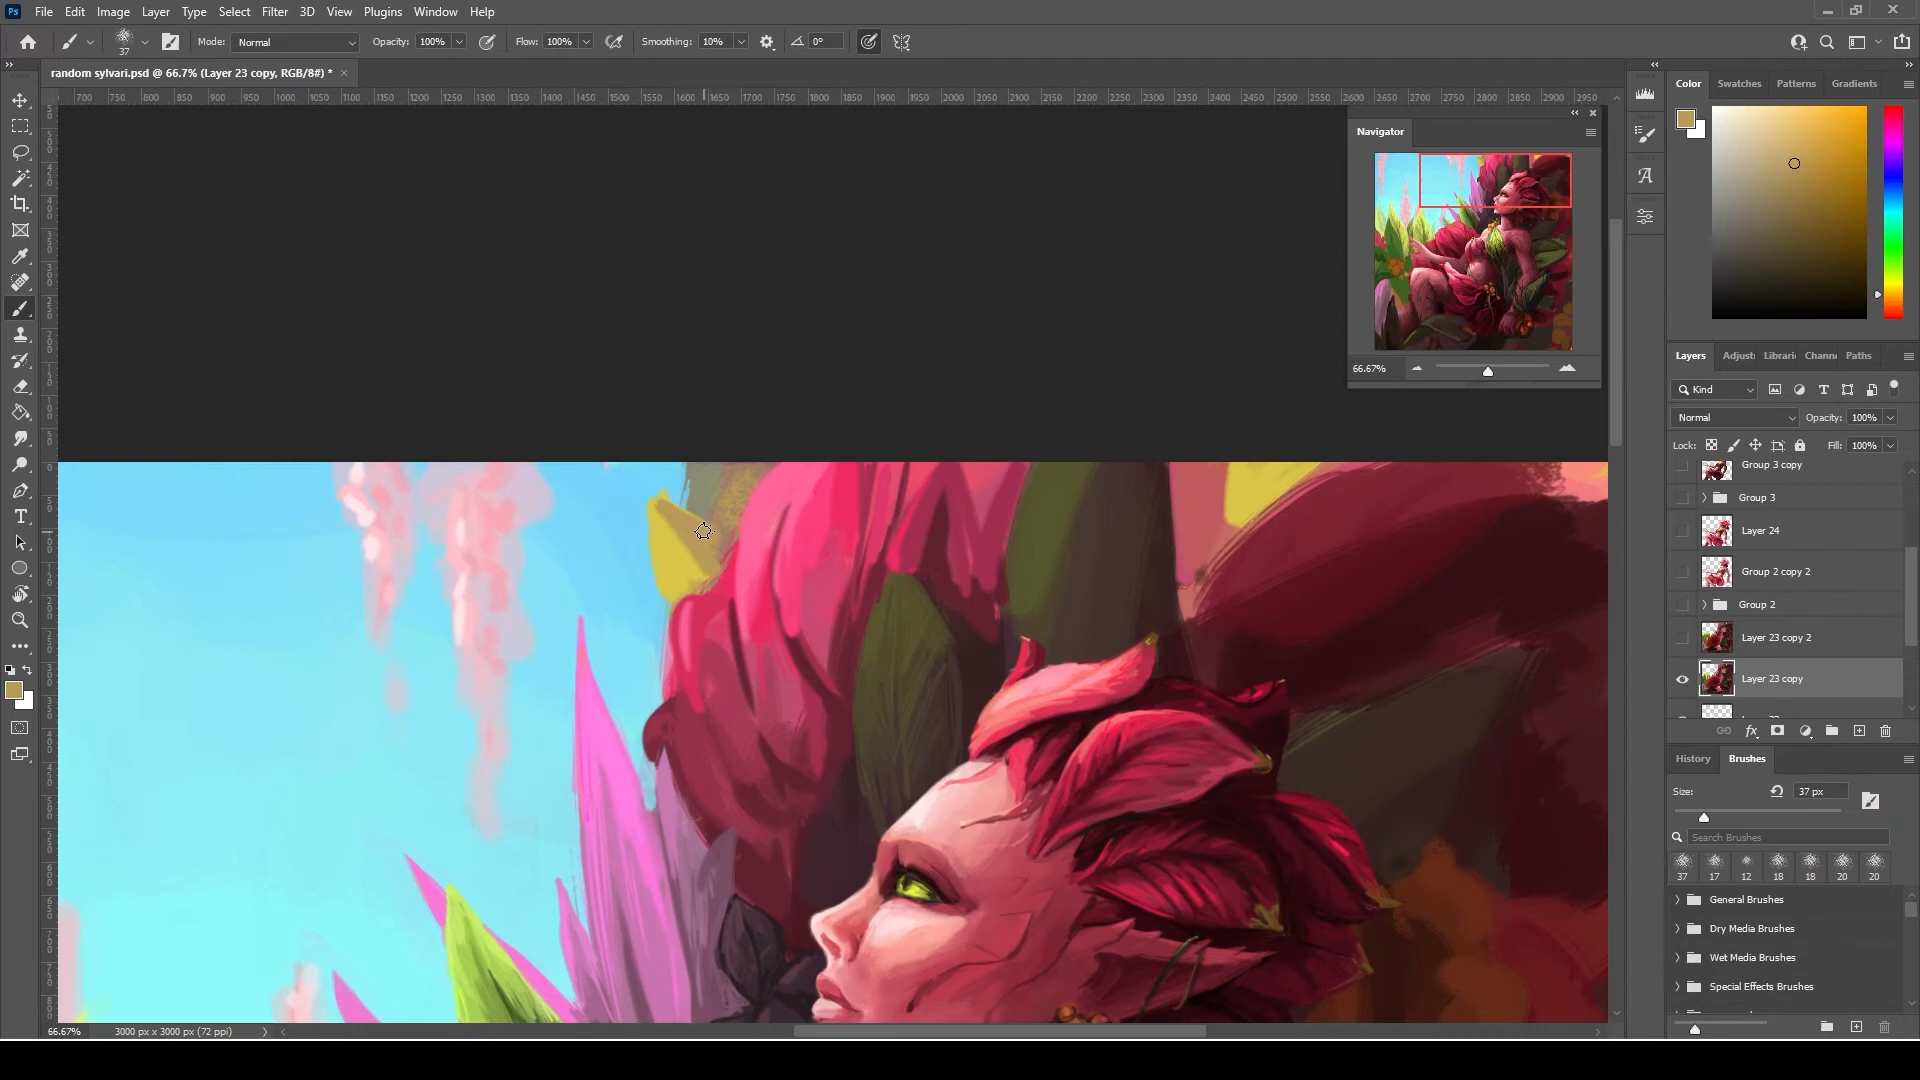 Ps File Edit Image Layer Type Select Filter 3D View Plugins Window Help
37 Mode: Normal Opacity: 100% Flow: 100% Smoothing: 10% 0°
random sylvari.psd @ 66.7% (Layer 23 copy, RGB/8#) * ×
700 750 800 850 900 950 1000 1050 1100 1150 1200 1250 1300 1350 1400 1450 1500 1550 1600 1650 1700 1750 1800 1850 1900 1950 2000 2050 2100 2150 2200 2250 2300 2350 2400 2450 2500 2550 2600 2650 2700 2750 2800 2850 2900 2950
Navigator
66.67%
Color Swatches Patterns Gradients
Layers Adjust Librari Chann Paths
Kind
Normal Opacity: 100%
Lock: Fill: 100%
Group 3 copy
Group 3
Layer 24
Group 2 copy 2
Group 2
Layer 23 copy 2
Layer 23 copy
fx
History Brushes
Size: 37 px
Search Brushes
37 17 12 18 18 20 20
General Brushes
Dry Media Brushes
Wet Media Brushes
Special Effects Brushes
66.67% 3000 px x 3000 px (72 ppi)